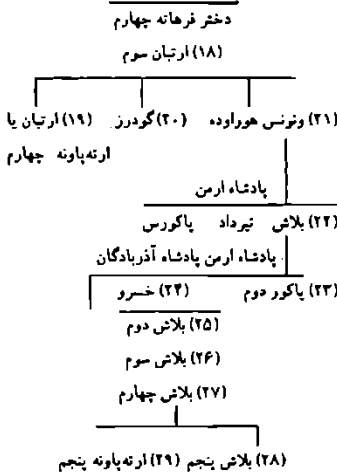 دختر فرهاته چهارم
(۱۸) ارتبان سوم
(۲۱) ونونس هوراوده (۲۰) گودرز (۱۹) ارتبان یا
ارته‌پاونه چهارم
پادشاه ارمن
(۲۲) بلاش تیرداد پاکورس
پادشاه ارمن پادشاه آذربادگان
(۲۳) پاکور دوم (۲۴) خسرو
(۲۵) بلاش دوم
(۲۶) بلاش سوم
(۲۷) بلاش چهارم
(۲۸) بلاش پنجم (۲۹) ارته‌پاونه پنجم